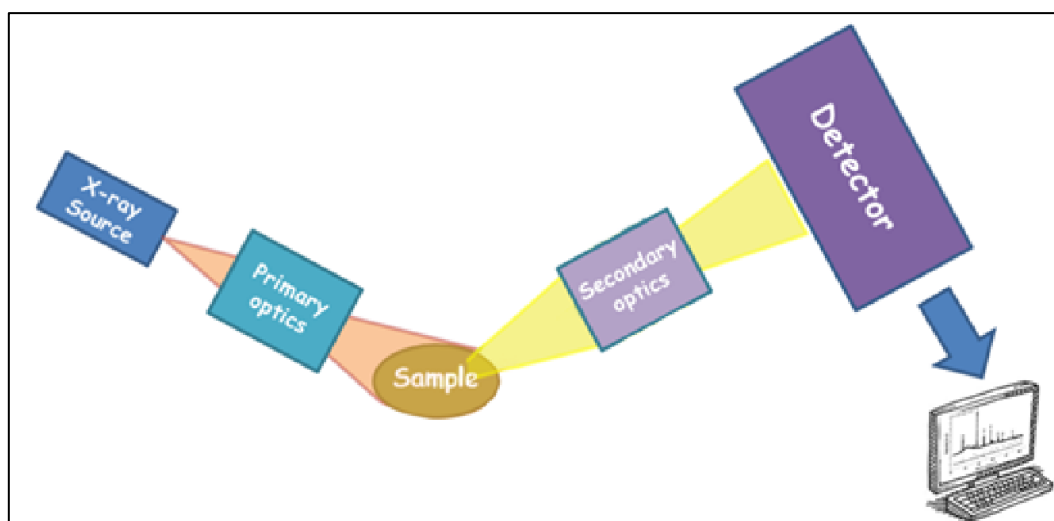 X-ray
Source
Primary
optics
Sample
Secondary
optics
Detector